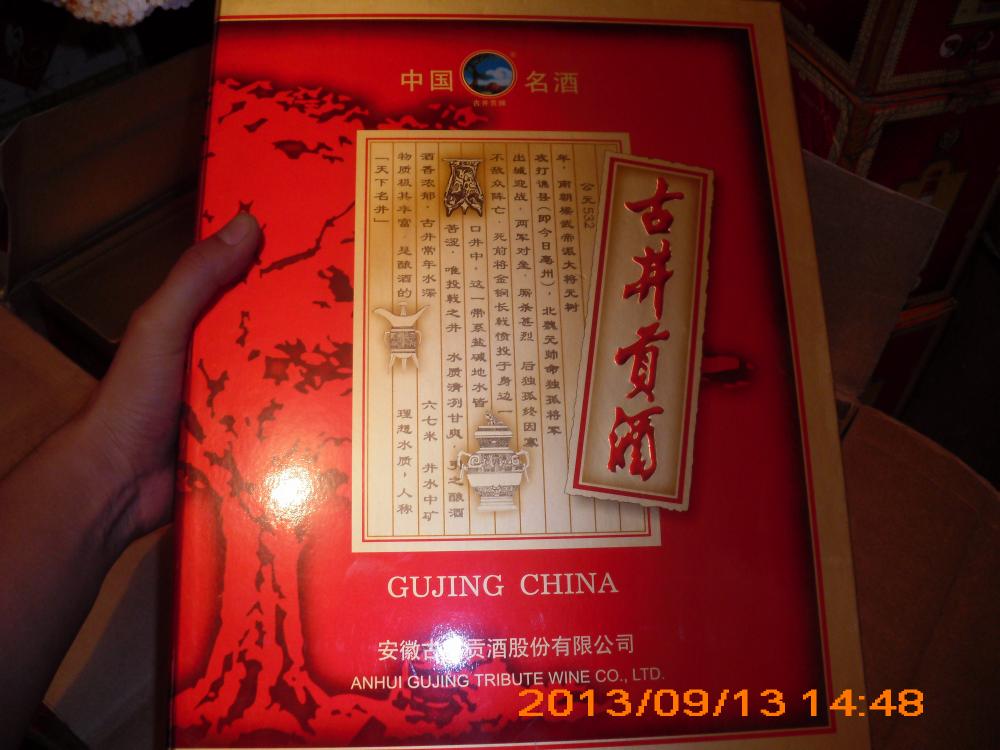 中国 名酒
古井贡牌
古井贡酒
公元532
年,南朝梁武帝派大将元树
攻打谯县(即今日亳州),北魏元帅命独孤将军
出城迎战,两军对垒,厮杀甚烈 后独孤终因寡
不敌众阵亡,死前将金锏长戟愤投于身边一
口井中,这一带系盐碱地水皆
苦涩,唯投戟之井 水质清冽甘爽,引之酿酒
酒香浓郁,古井常年水深 六七米 井水中矿
物质极其丰富 是酿酒的 理想水质,人称
「天下名井」
GUJING CHINA
安徽古井贡酒股份有限公司
ANHUI GUJING TRIBUTE WINE CO., LTD.
2013/09/13 14:48